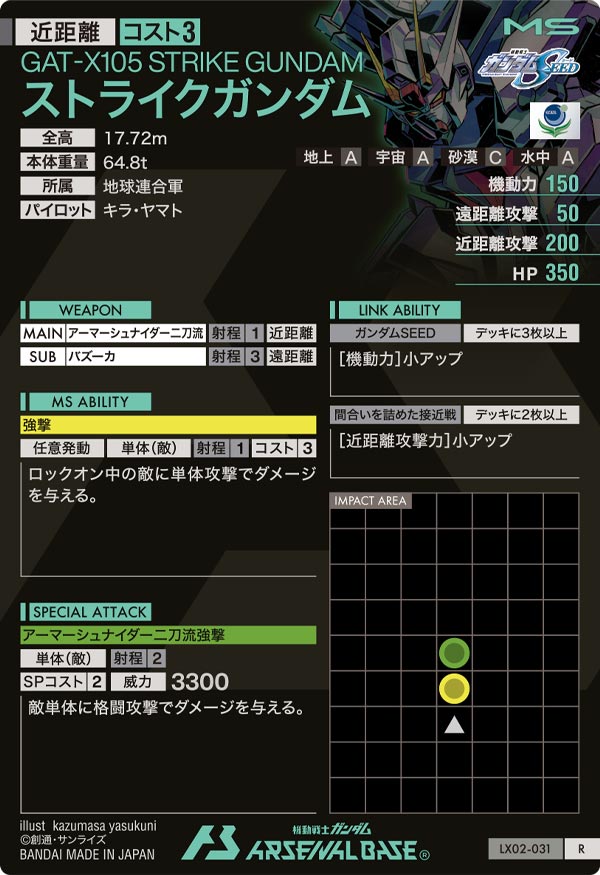 近距離 コスト3
MS
GAT-X105 STRIKE GUNDAM
ストライクガンダム
機動戦士 ガンダムSEED
全高 17.72m
本体重量 64.8t
所属 地球連合軍
パイロット キラ・ヤマト
地上 A 宇宙 A 砂漠 C 水中 A
機動力 150
遠距離攻撃 50
近距離攻撃 200
HP 350
WEAPON
MAIN アーマーシュナイダー二刀流 射程 1 近距離
SUB バズーカ 射程 3 遠距離
MS ABILITY
強撃
任意発動 単体(敵) 射程 1 コスト 3
ロックオン中の敵に単体攻撃でダメージ
を与える。
SPECIAL ATTACK
アーマーシュナイダー二刀流強撃
単体(敵) 射程 2
SPコスト 2 威力 3300
敵単体に格闘攻撃でダメージを与える。
LINK ABILITY
ガンダムSEED デッキに3枚以上
[機動力]小アップ
間合いを詰めた接近戦 デッキに2枚以上
[近距離攻撃力]小アップ
IMPACT AREA
illust kazumasa yasukuni
©創通・サンライズ
BANDAI MADE IN JAPAN
機動戦士ガンダム
AB ARSENAL BASE®
LX02-031 R